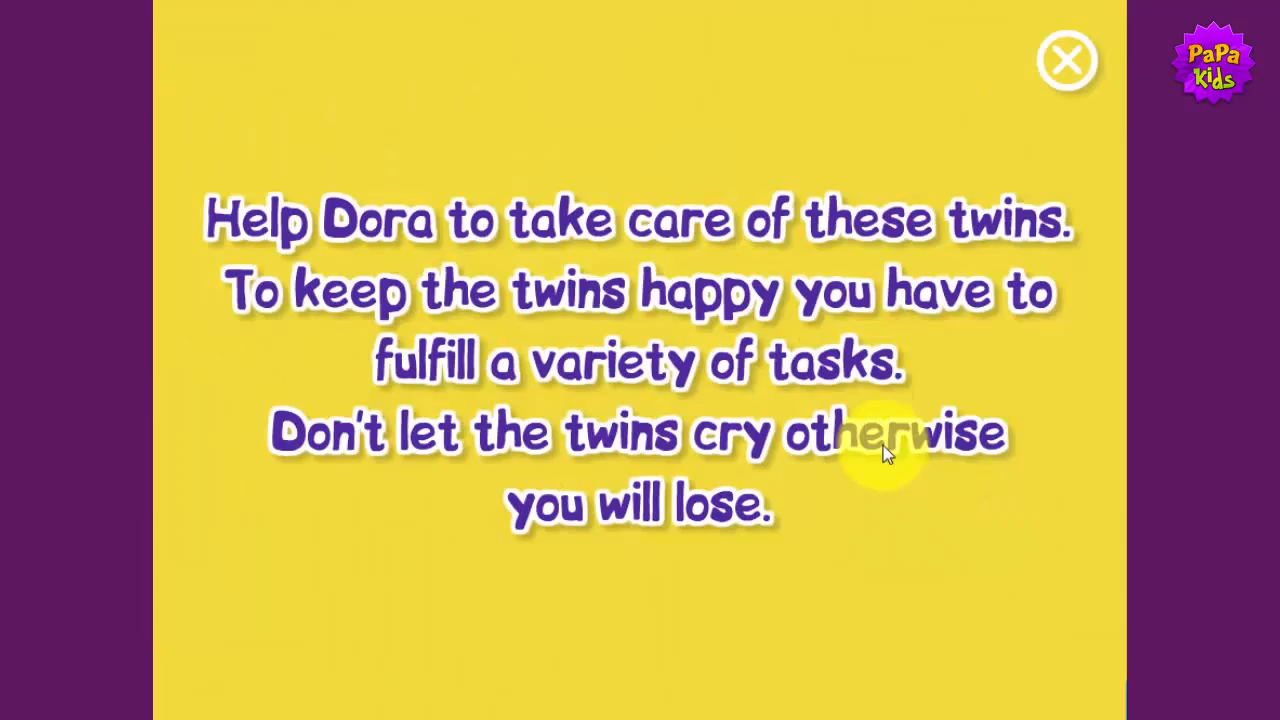 PaPa
Kids
Help Dora to take care of these twins.
To keep the twins happy you have to
fulfill a variety of tasks.
Don't let the twins cry otherwise
you will lose.